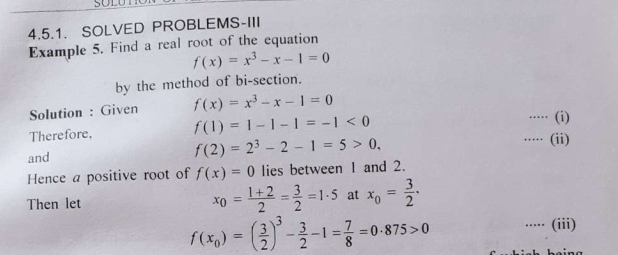 4.5.1. SOLVED PROBLEMS-III
Example 5. Find a real root of the equation
f(x) = x³ – x – 1 = 0
by the method of bi-section.
Solution : Given f(x) = x³ – x – 1 = 0
Therefore, f(1) = 1 – 1 – 1 = –1 < 0 ..... (i)
and f(2) = 2³ – 2 – 1 = 5 > 0, ..... (ii)
Hence a positive root of f(x) = 0 lies between 1 and 2.
Then let x₀ = (1+2)/2 = 3/2 = 1·5 at x₀ = 3/2.
f(x₀) = (3/2)³ – 3/2 – 1 = 7/8 = 0·875 > 0 ..... (iii)